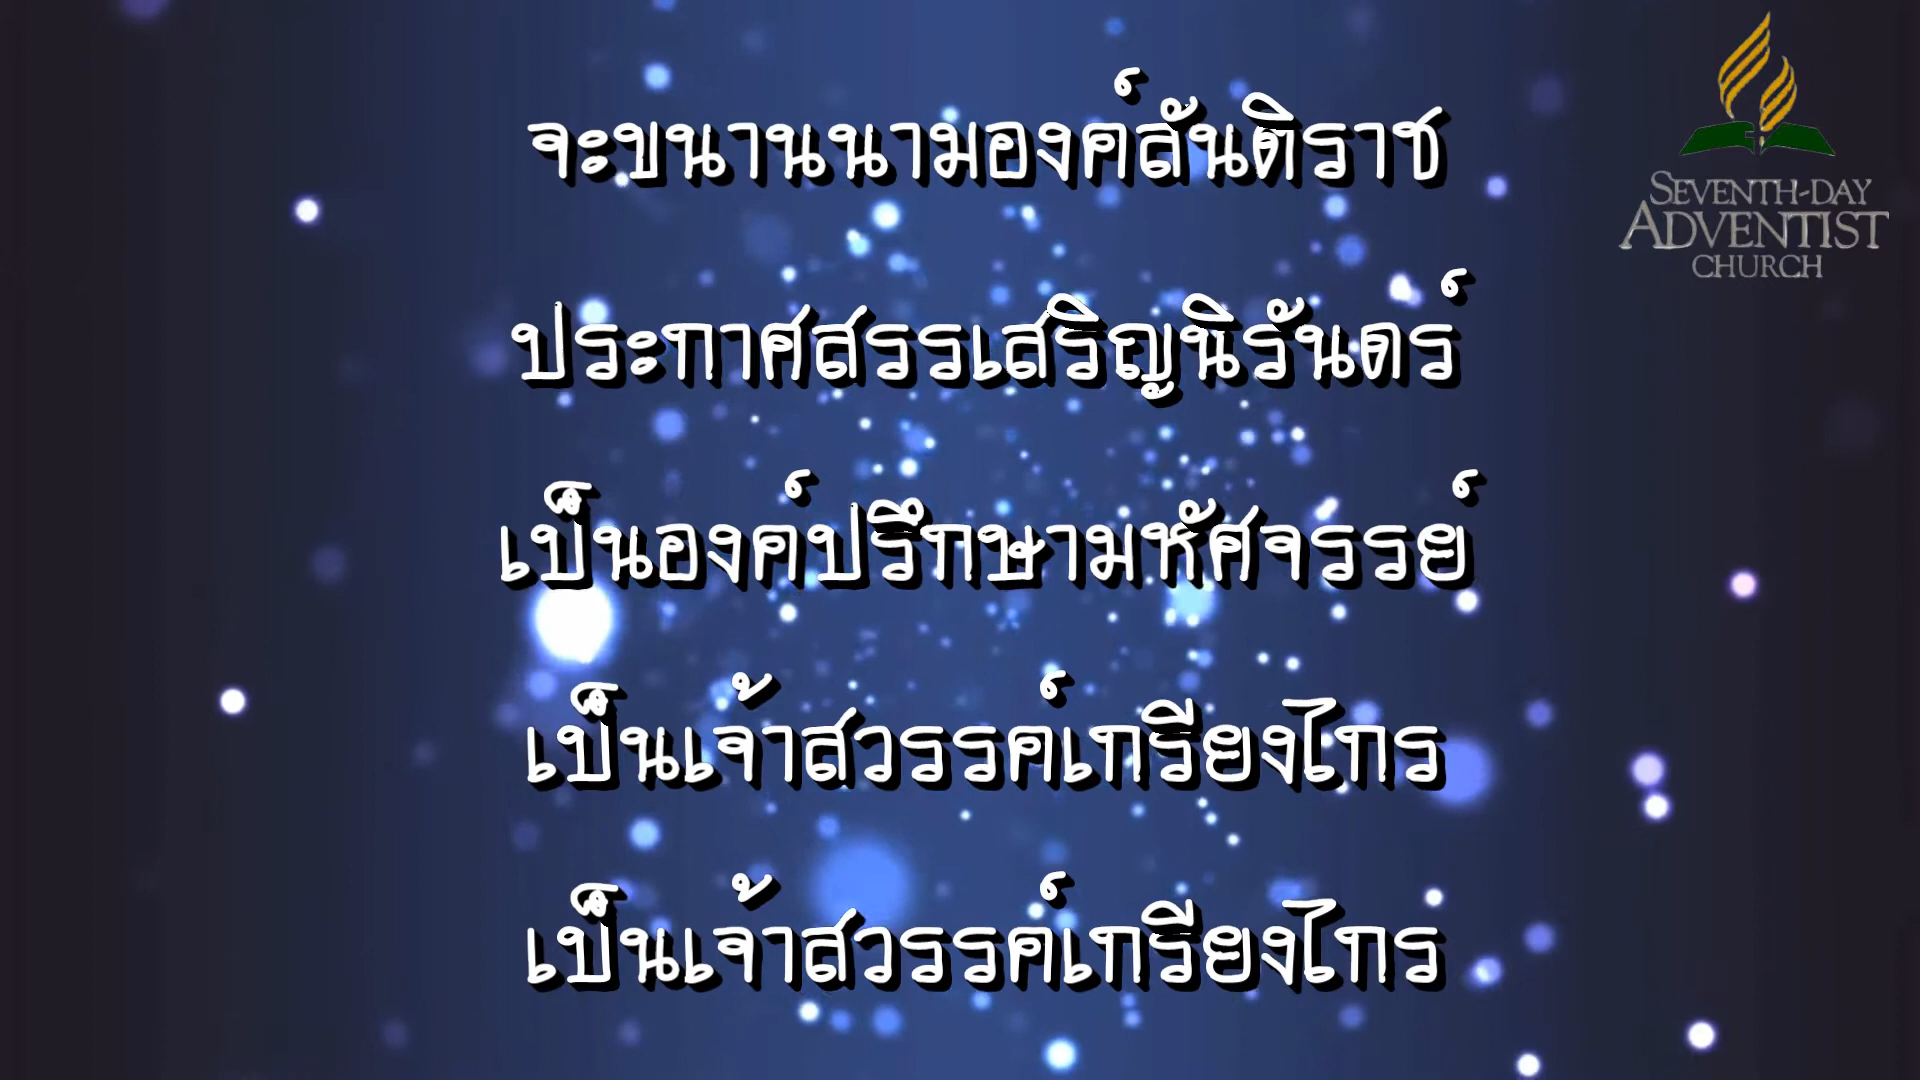 จะขนานนามองค์สันติราช
ประกาศสรรเสริญนิรันดร์
เป็นองค์ปรึกษามหัศจรรย์
เป็นเจ้าสวรรค์เกรียงไกร
เป็นเจ้าสวรรค์เกรียงไกร
SEVENTH-DAY
ADVENTIST
CHURCH